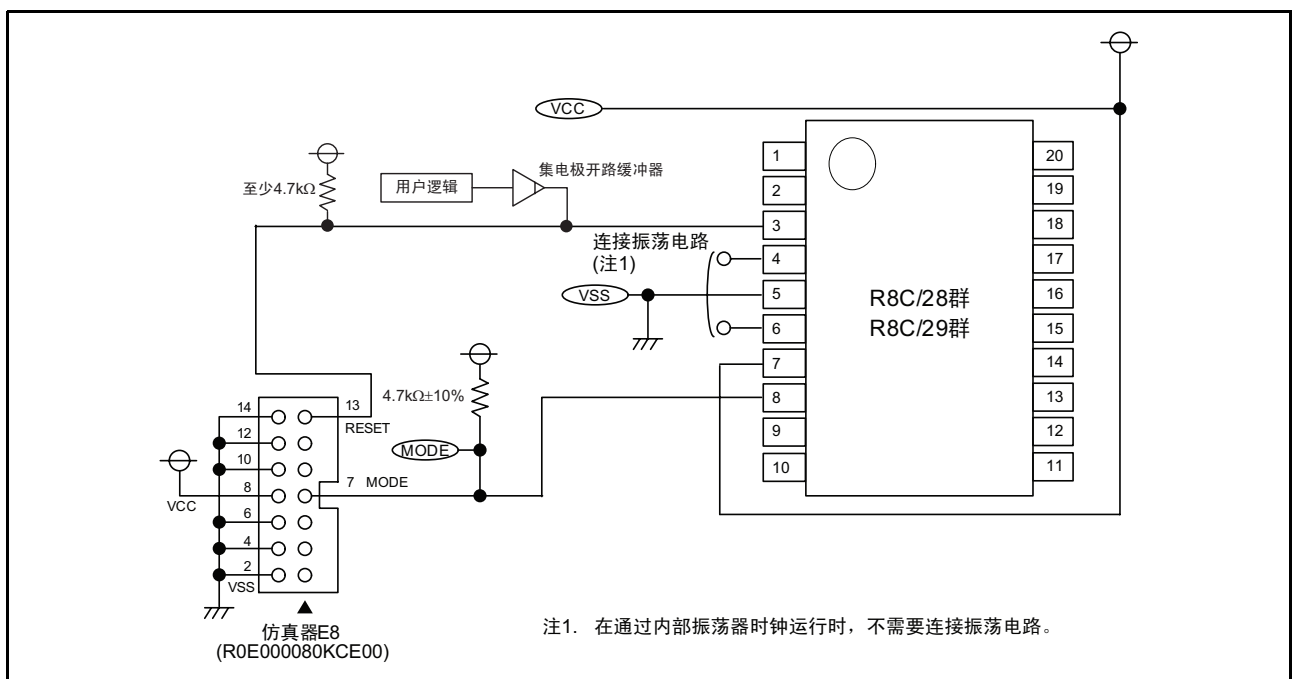 VCC
集电极开路缓冲器
至少4.7kΩ
用户逻辑
连接振荡电路
(注1)
VSS
1
2
3
4
5
6
7
8
9
10
20
19
18
17
16
15
14
13
12
11
R8C/28群
R8C/29群
4.7kΩ±10%
MODE
14
13
RESET
12
10
8
7 MODE
VCC
6
4
2
VSS
仿真器E8
(R0E000080KCE00)
注1. 在通过内部振荡器时钟运行时，不需要连接振荡电路。